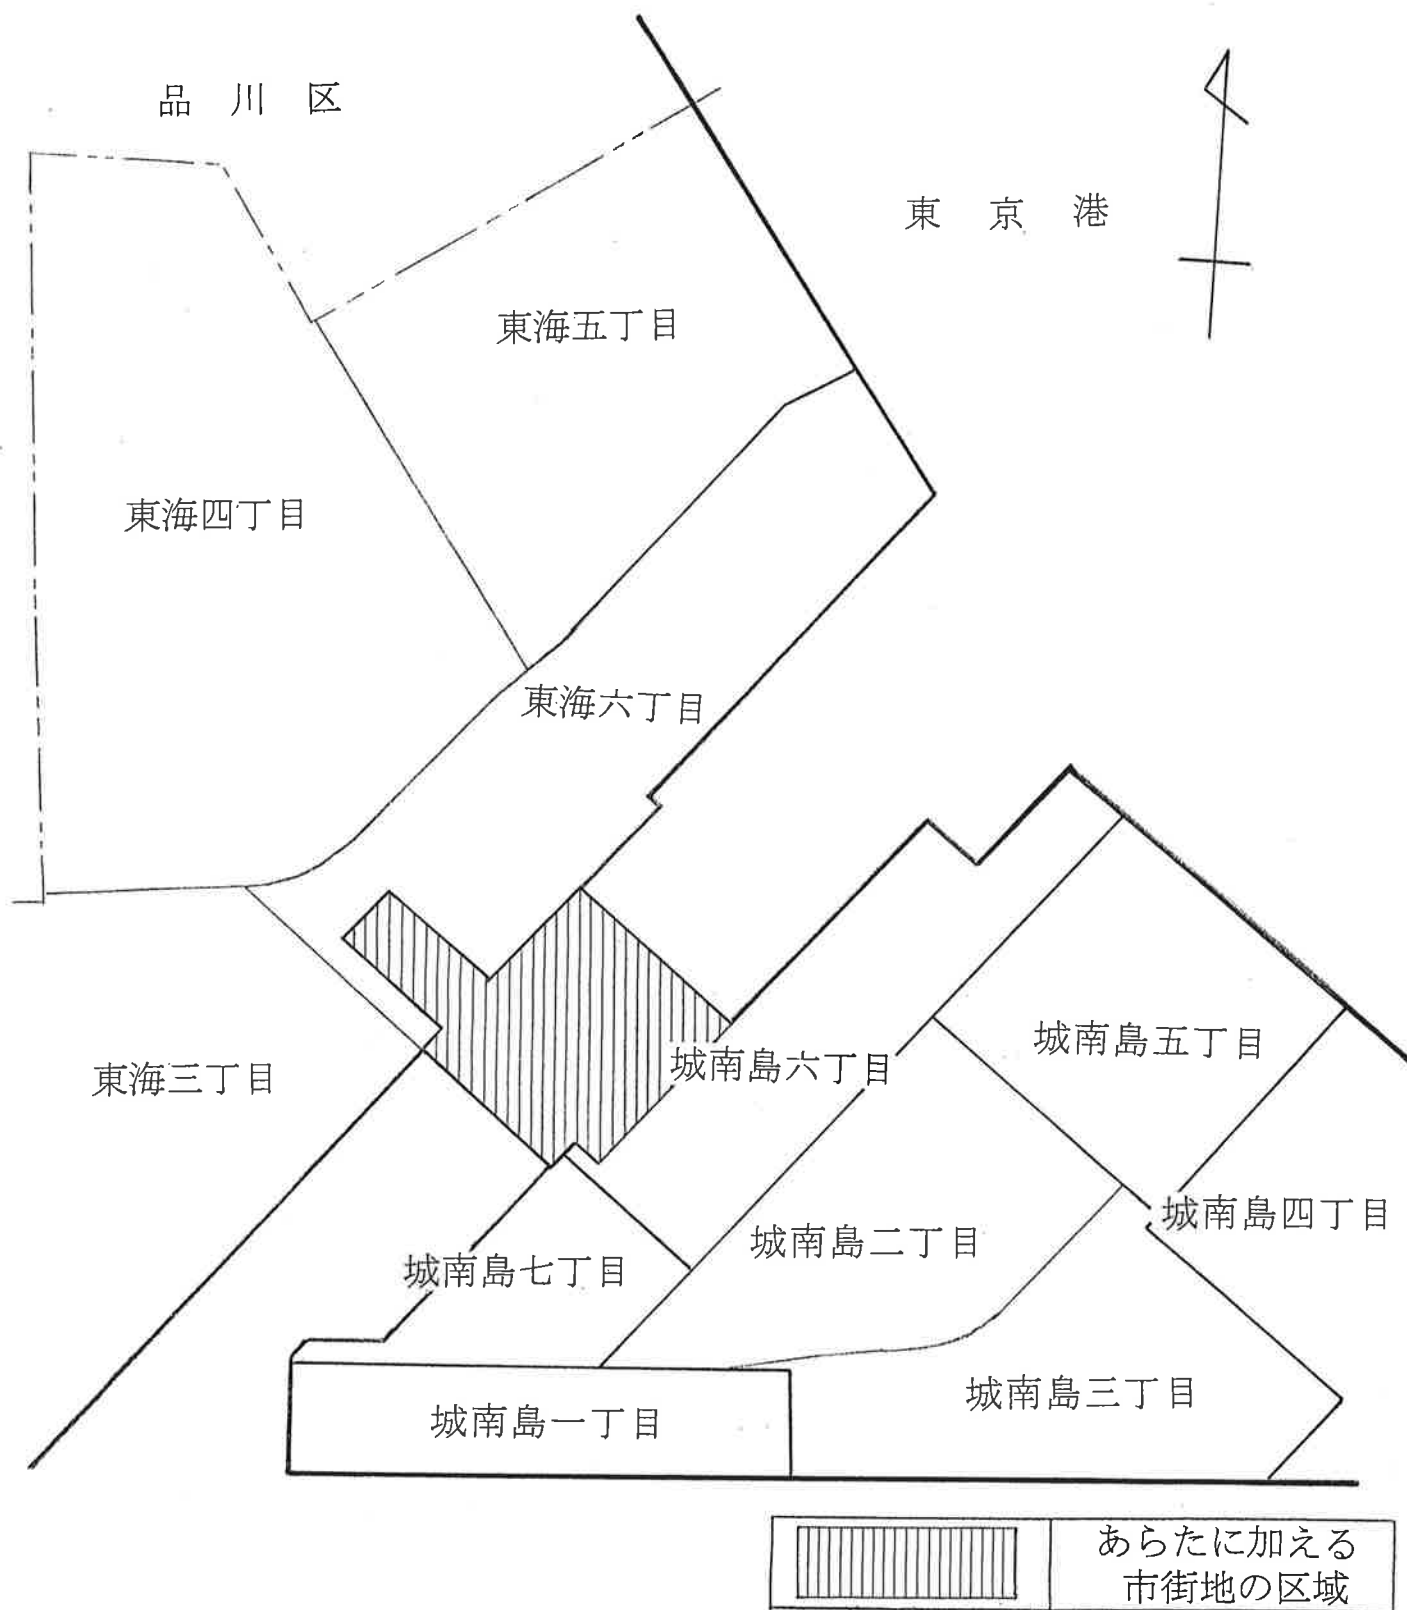 品川区
東京港
東海五丁目
東海四丁目
東海六丁目
城南島五丁目
城南島六丁目
東海三丁目
城南島四丁目
城南島二丁目
城南島七丁目
城南島三丁目
城南島一丁目
あらたに加える
市街地の区域